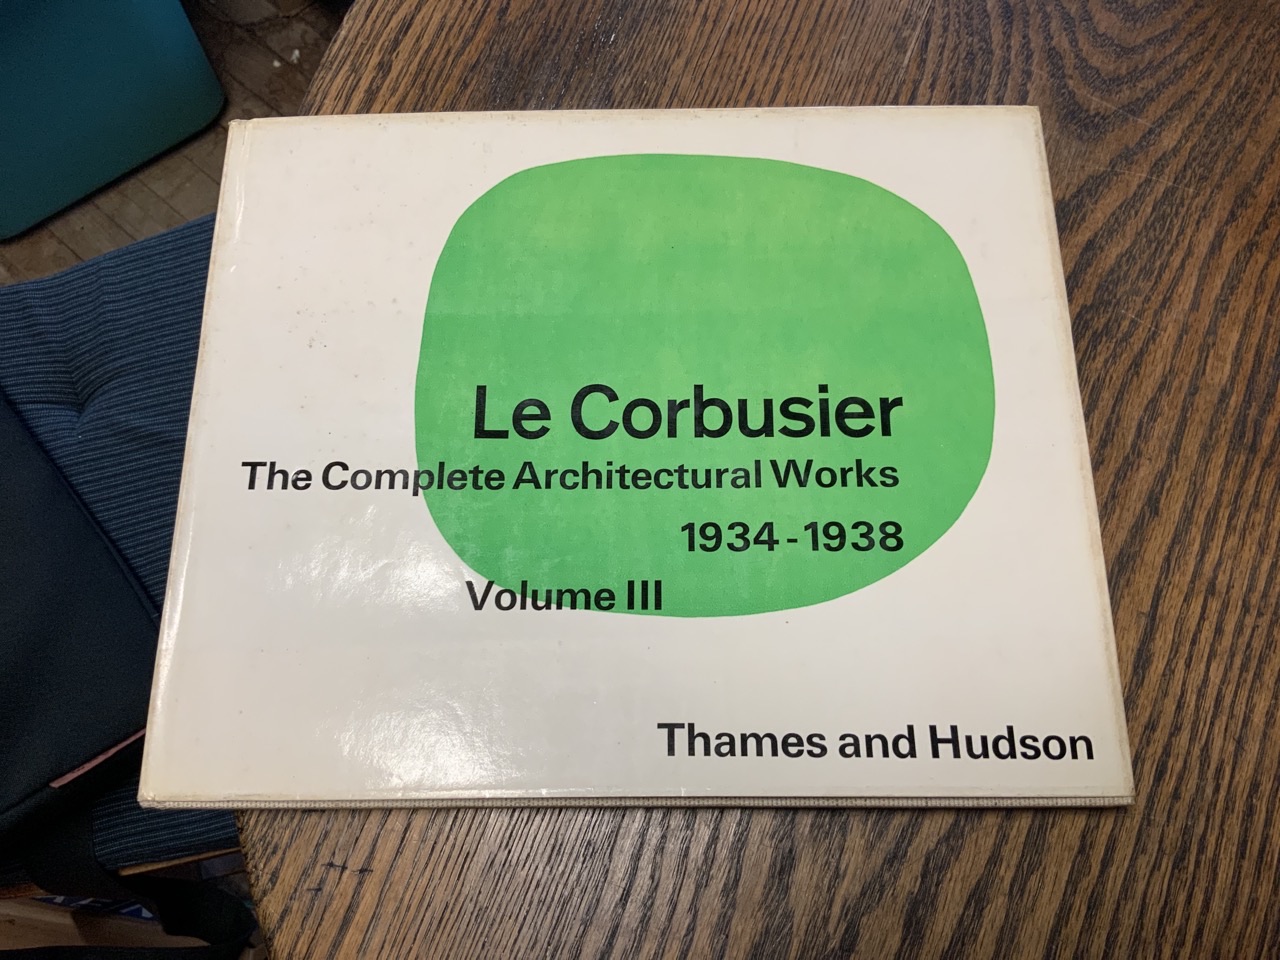 Le Corbusier
The Complete Architectural Works
1934-1938
Volume III
Thames and Hudson